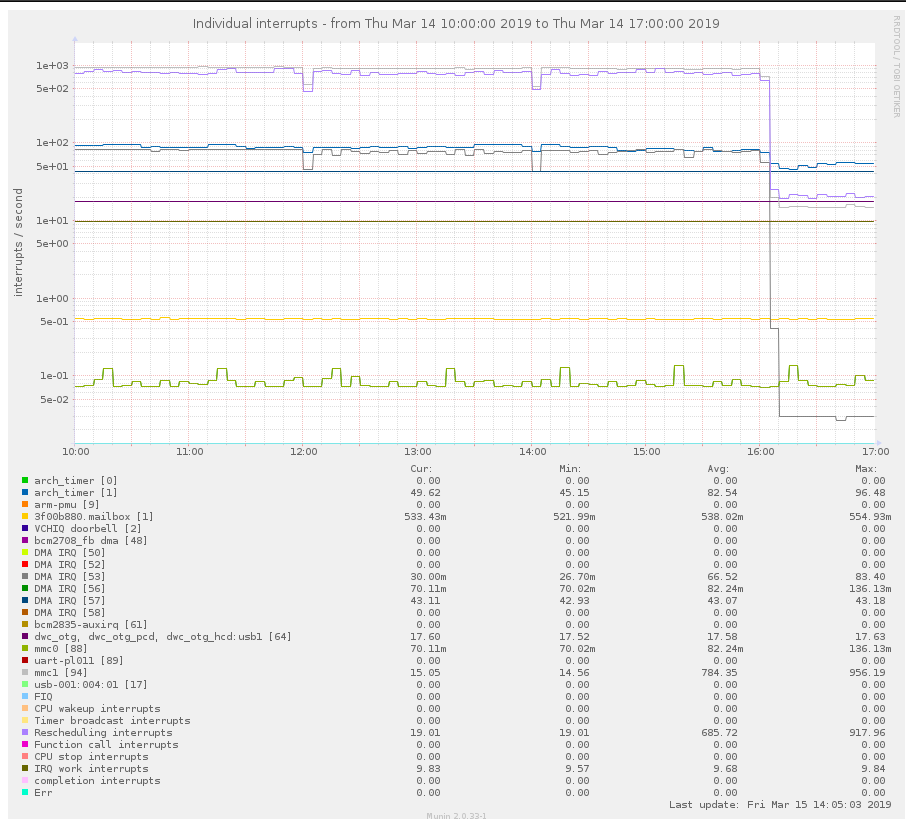 Individual interrupts - from Thu Mar 14 10:00:00 2019 to Thu Mar 14 17:00:00 2019
RRDTOOL / TOBI OETIKER
interrupts / second
1e+03
5e+02
1e+02
5e+01
1e+01
5e+00
1e+00
5e-01
1e-01
5e-02
10:00 11:00 12:00 13:00 14:00 15:00 16:00 17:00
Cur: Min: Avg: Max:
arch_timer [0] 0.00 0.00 0.00 0.00
arch_timer [1] 49.62 45.15 82.54 96.48
arm-pmu [9] 0.00 0.00 0.00 0.00
3f00b880.mailbox [1] 533.43m 521.99m 538.02m 554.93m
VCHIQ doorbell [2] 0.00 0.00 0.00 0.00
bcm2708_fb dma [48] 0.00 0.00 0.00 0.00
DMA IRQ [50] 0.00 0.00 0.00 0.00
DMA IRQ [52] 0.00 0.00 0.00 0.00
DMA IRQ [53] 30.00m 26.70m 66.52 83.40
DMA IRQ [56] 70.11m 70.02m 82.24m 136.13m
DMA IRQ [57] 43.11 42.93 43.07 43.18
DMA IRQ [58] 0.00 0.00 0.00 0.00
bcm2835-auxirq [61] 0.00 0.00 0.00 0.00
dwc_otg, dwc_otg_pcd, dwc_otg_hcd:usb1 [64] 17.60 17.52 17.58 17.63
mmc0 [88] 70.11m 70.02m 82.24m 136.13m
uart-pl011 [89] 0.00 0.00 0.00 0.00
mmc1 [94] 15.05 14.56 784.35 956.19
usb-001:004:01 [17] 0.00 0.00 0.00 0.00
FIQ 0.00 0.00 0.00 0.00
CPU wakeup interrupts 0.00 0.00 0.00 0.00
Timer broadcast interrupts 0.00 0.00 0.00 0.00
Rescheduling interrupts 19.01 19.01 685.72 917.96
Function call interrupts 0.00 0.00 0.00 0.00
CPU stop interrupts 0.00 0.00 0.00 0.00
IRQ work interrupts 9.83 9.57 9.68 9.84
completion interrupts 0.00 0.00 0.00 0.00
Err 0.00 0.00 0.00 0.00
Last update: Fri Mar 15 14:05:03 2019
Munin 2.0.33-1